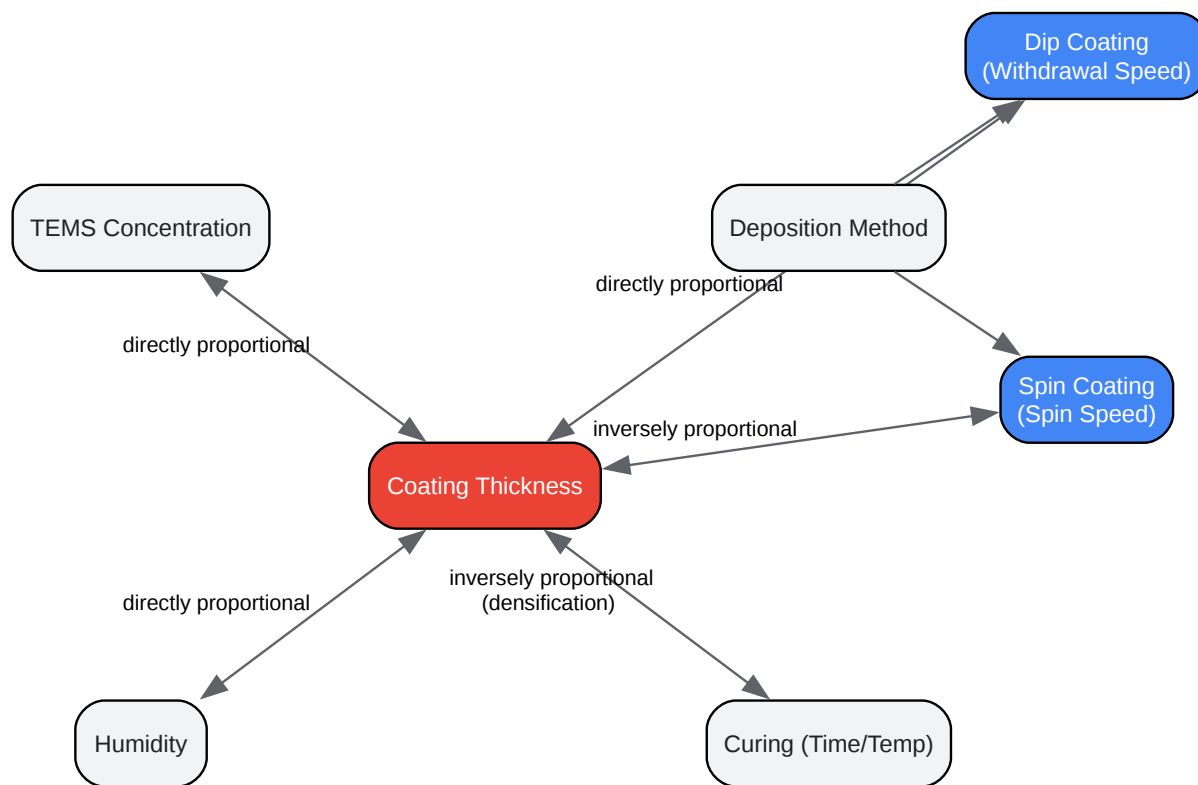 Dip Coating
(Withdrawal Speed)
TEMS Concentration
Deposition Method
directly proportional
directly proportional
Spin Coating
(Spin Speed)
inversely proportional
Coating Thickness
inversely proportional
(densification)
directly proportional
Humidity
Curing (Time/Temp)